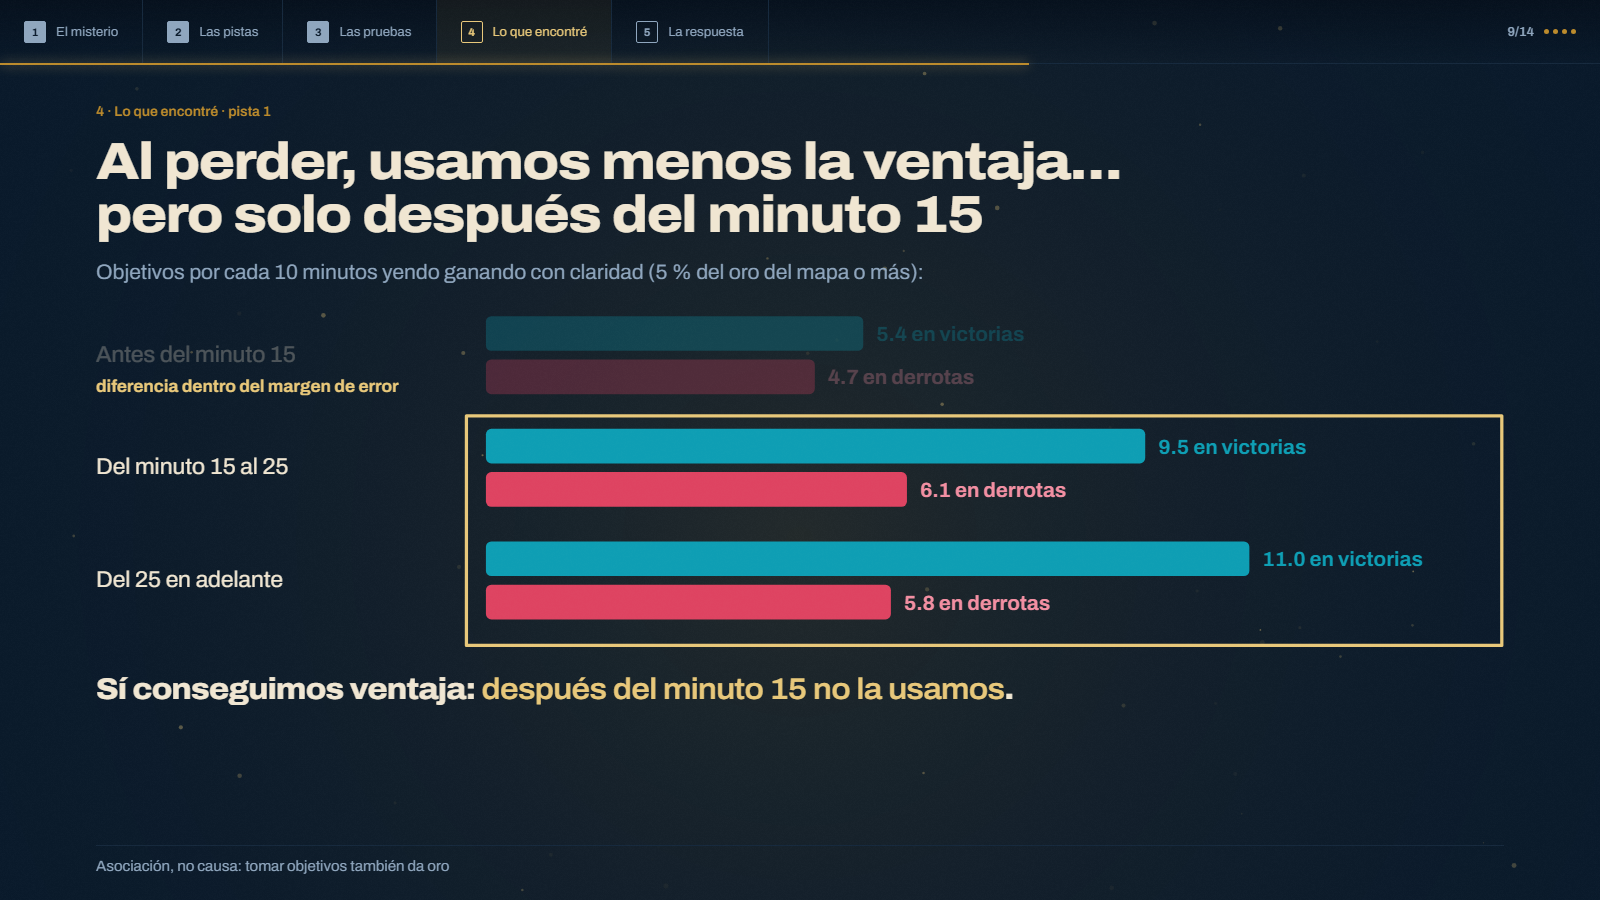 1 El misterio
2 Las pistas
3 Las pruebas
4 Lo que encontré
5 La respuesta
9/14
4 · Lo que encontré · pista 1
Al perder, usamos menos la ventaja...
pero solo después del minuto 15
Objetivos por cada 10 minutos yendo ganando con claridad (5 % del oro del mapa o más):
Antes del minuto 15
diferencia dentro del margen de error
5.4 en victorias
4.7 en derrotas
Del minuto 15 al 25
9.5 en victorias
6.1 en derrotas
Del 25 en adelante
11.0 en victorias
5.8 en derrotas
Sí conseguimos ventaja: después del minuto 15 no la usamos.
Asociación, no causa: tomar objetivos también da oro